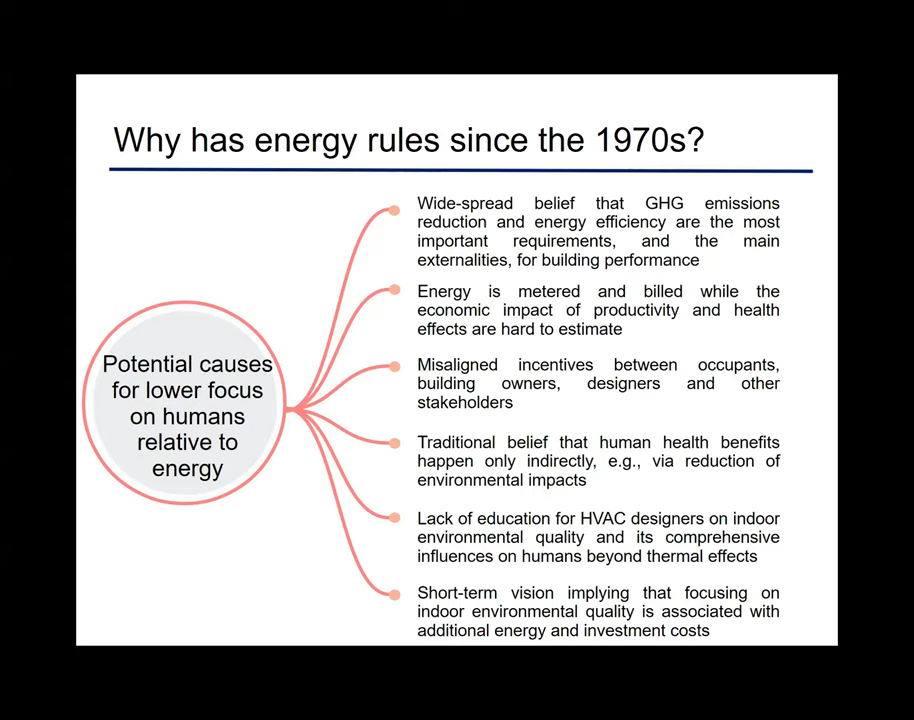 Why has energy rules since the 1970s?
Potential causes
for lower focus
on humans
relative to
energy
Wide-spread belief that GHG emissions
reduction and energy efficiency are the most
important requirements, and the main
externalities, for building performance
Energy is metered and billed while the
economic impact of productivity and health
effects are hard to estimate
Misaligned incentives between occupants,
building owners, designers and other
stakeholders
Traditional belief that human health benefits
happen only indirectly, e.g., via reduction of
environmental impacts
Lack of education for HVAC designers on indoor
environmental quality and its comprehensive
influences on humans beyond thermal effects
Short-term vision implying that focusing on
indoor environmental quality is associated with
additional energy and investment costs